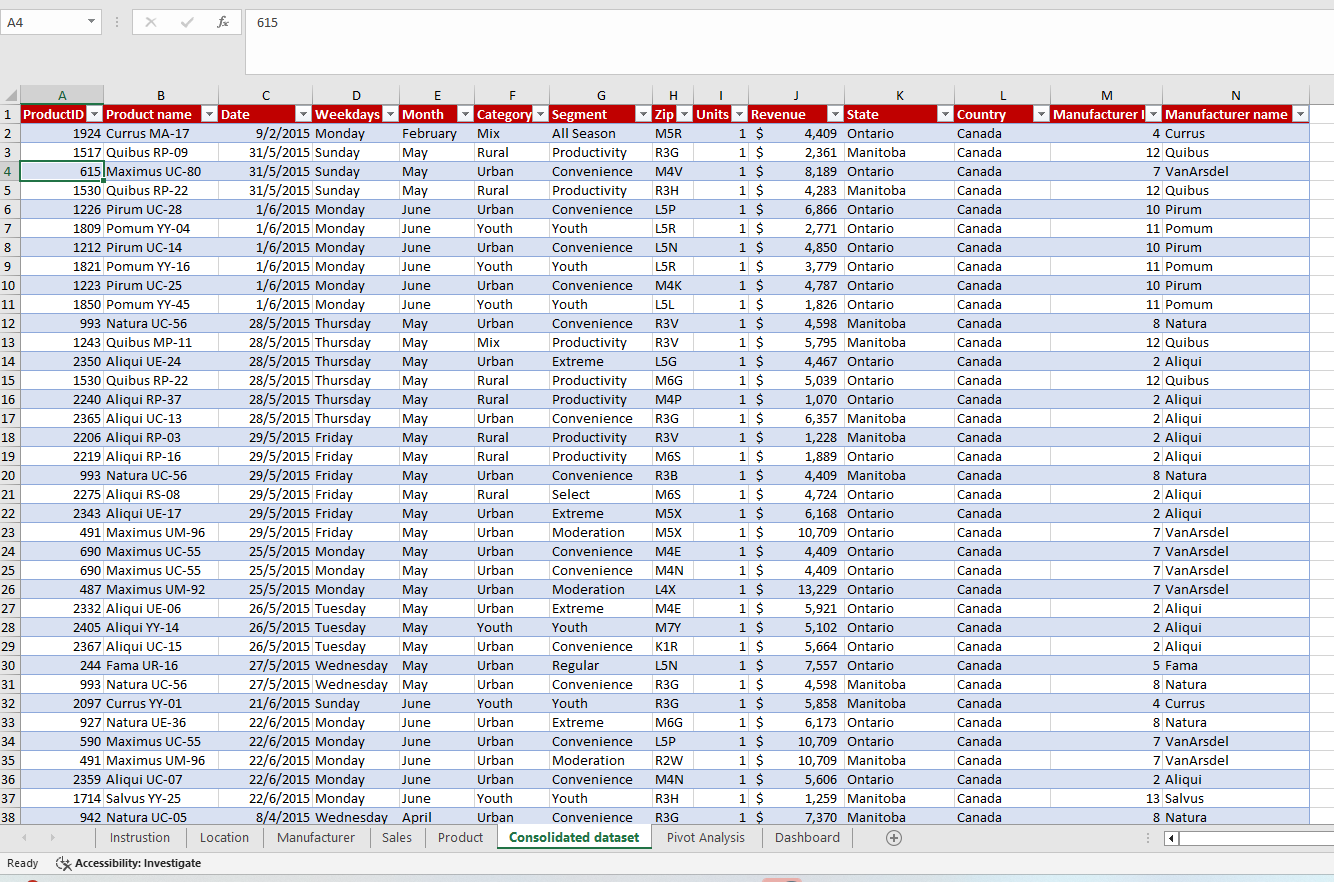 A4 fx 615
A B C D E F G H I J K L M N
1 ProductID Product name Date Weekdays Month Category Segment Zip Units Revenue State Country Manufacturer I Manufacturer name
2 1924 Currus MA-17 9/2/2015 Monday February Mix All Season M5R 1 $ 4,409 Ontario Canada 4 Currus
3 1517 Quibus RP-09 31/5/2015 Sunday May Rural Productivity R3G 1 $ 2,361 Manitoba Canada 12 Quibus
4 615 Maximus UC-80 31/5/2015 Sunday May Urban Convenience M4V 1 $ 8,189 Ontario Canada 7 VanArsdel
5 1530 Quibus RP-22 31/5/2015 Sunday May Rural Productivity R3H 1 $ 4,283 Manitoba Canada 12 Quibus
6 1226 Pirum UC-28 1/6/2015 Monday June Urban Convenience L5P 1 $ 6,866 Ontario Canada 10 Pirum
7 1809 Pomum YY-04 1/6/2015 Monday June Youth Youth L5R 1 $ 2,771 Ontario Canada 11 Pomum
8 1212 Pirum UC-14 1/6/2015 Monday June Urban Convenience L5N 1 $ 4,850 Ontario Canada 10 Pirum
9 1821 Pomum YY-16 1/6/2015 Monday June Youth Youth L5R 1 $ 3,779 Ontario Canada 11 Pomum
10 1223 Pirum UC-25 1/6/2015 Monday June Urban Convenience M4K 1 $ 4,787 Ontario Canada 10 Pirum
11 1850 Pomum YY-45 1/6/2015 Monday June Youth Youth L5L 1 $ 1,826 Ontario Canada 11 Pomum
12 993 Natura UC-56 28/5/2015 Thursday May Urban Convenience R3V 1 $ 4,598 Manitoba Canada 8 Natura
13 1243 Quibus MP-11 28/5/2015 Thursday May Mix Productivity R3V 1 $ 5,795 Manitoba Canada 12 Quibus
14 2350 Aliqui UE-24 28/5/2015 Thursday May Urban Extreme L5G 1 $ 4,467 Ontario Canada 2 Aliqui
15 1530 Quibus RP-22 28/5/2015 Thursday May Rural Productivity M6G 1 $ 5,039 Ontario Canada 12 Quibus
16 2240 Aliqui RP-37 28/5/2015 Thursday May Rural Productivity M4P 1 $ 1,070 Ontario Canada 2 Aliqui
17 2365 Aliqui UC-13 28/5/2015 Thursday May Urban Convenience R3G 1 $ 6,357 Manitoba Canada 2 Aliqui
18 2206 Aliqui RP-03 29/5/2015 Friday May Rural Productivity R3V 1 $ 1,228 Manitoba Canada 2 Aliqui
19 2219 Aliqui RP-16 29/5/2015 Friday May Rural Productivity M6S 1 $ 1,889 Ontario Canada 2 Aliqui
20 993 Natura UC-56 29/5/2015 Friday May Urban Convenience R3B 1 $ 4,409 Manitoba Canada 8 Natura
21 2275 Aliqui RS-08 29/5/2015 Friday May Rural Select M6S 1 $ 4,724 Ontario Canada 2 Aliqui
22 2343 Aliqui UE-17 29/5/2015 Friday May Urban Extreme M5X 1 $ 6,168 Ontario Canada 2 Aliqui
23 491 Maximus UM-96 29/5/2015 Friday May Urban Moderation M5X 1 $ 10,709 Ontario Canada 7 VanArsdel
24 690 Maximus UC-55 25/5/2015 Monday May Urban Convenience M4E 1 $ 4,409 Ontario Canada 7 VanArsdel
25 690 Maximus UC-55 25/5/2015 Monday May Urban Convenience M4N 1 $ 4,409 Ontario Canada 7 VanArsdel
26 487 Maximus UM-92 25/5/2015 Monday May Urban Moderation L4X 1 $ 13,229 Ontario Canada 7 VanArsdel
27 2332 Aliqui UE-06 26/5/2015 Tuesday May Urban Extreme M4E 1 $ 5,921 Ontario Canada 2 Aliqui
28 2405 Aliqui YY-14 26/5/2015 Tuesday May Youth Youth M7Y 1 $ 5,102 Ontario Canada 2 Aliqui
29 2367 Aliqui UC-15 26/5/2015 Tuesday May Urban Convenience K1R 1 $ 5,664 Ontario Canada 2 Aliqui
30 244 Fama UR-16 27/5/2015 Wednesday May Urban Regular L5N 1 $ 7,557 Ontario Canada 5 Fama
31 993 Natura UC-56 27/5/2015 Wednesday May Urban Convenience R3G 1 $ 4,598 Manitoba Canada 8 Natura
32 2097 Currus YY-01 21/6/2015 Sunday June Youth Youth R3G 1 $ 5,858 Manitoba Canada 4 Currus
33 927 Natura UE-36 22/6/2015 Monday June Urban Extreme M6G 1 $ 6,173 Ontario Canada 8 Natura
34 590 Maximus UC-55 22/6/2015 Monday June Urban Convenience L5P 1 $ 10,709 Ontario Canada 7 VanArsdel
35 491 Maximus UM-96 22/6/2015 Monday June Urban Moderation R2W 1 $ 10,709 Manitoba Canada 7 VanArsdel
36 2359 Aliqui UC-07 22/6/2015 Monday June Urban Convenience M4N 1 $ 5,606 Ontario Canada 2 Aliqui
37 1714 Salvus YY-25 22/6/2015 Monday June Youth Youth R3H 1 $ 1,259 Manitoba Canada 13 Salvus
38 942 Natura UC-05 8/4/2015 Wednesday April Urban Convenience R3G 1 $ 7,370 Manitoba Canada 8 Natura
Instrustion Location Manufacturer Sales Product Consolidated dataset Pivot Analysis Dashboard
Ready Accessibility: Investigate